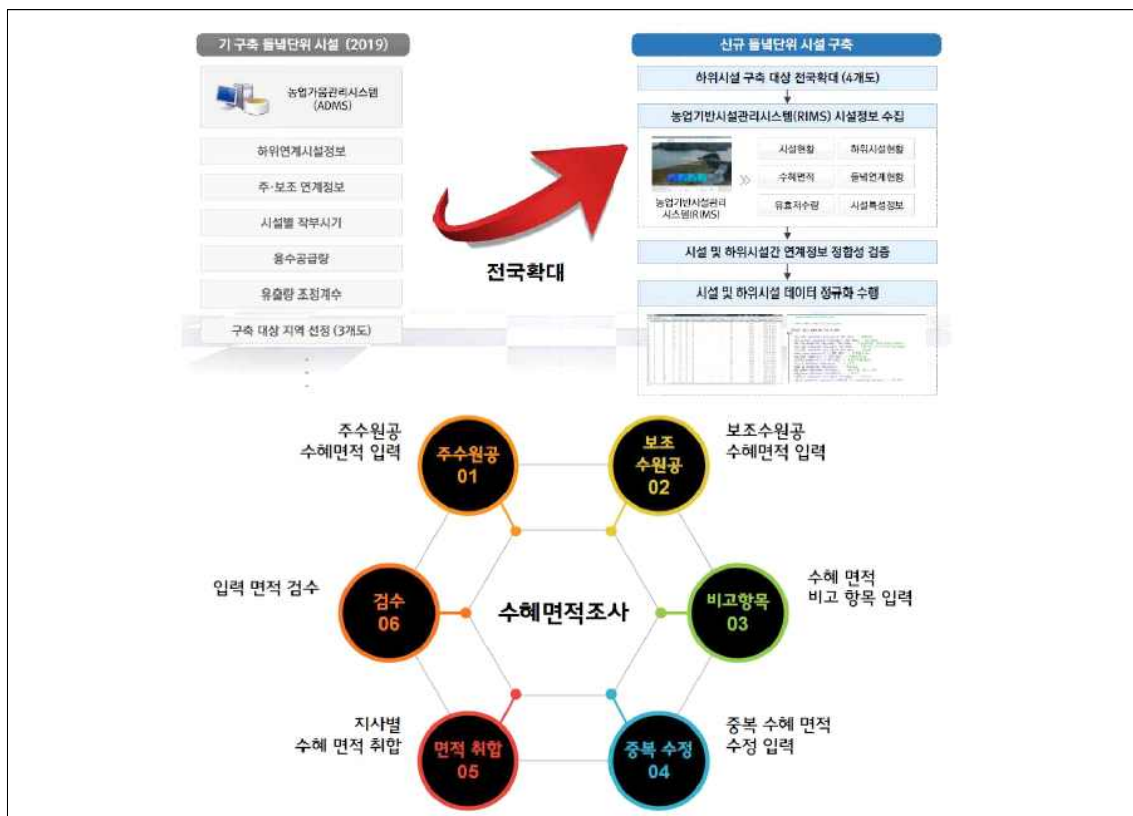 기 구축 들녘단위 시설 (2019)
농업가뭄관리시스템
(ADMS)
하위연계시설정보
주·보조 연계정보
시설별 작부시기
용수공급량
유출량 조정계수
구축 대상 지역 선정 (3개도)
전국확대
신규 들녘단위 시설 구축
하위시설 구축 대상 전국확대 (4개도)
농업기반시설관리시스템(RIMS) 시설정보 수집
시설현황
하위시설현황
수혜면적
들녘연계현황
유효저수량
시설특성정보
농업기반시설관리
시스템(RIMS)
시설 및 하위시설간 연계정보 정합성 검증
시설 및 하위시설 데이터 정규화 수행
주수원공
수혜면적 입력
주수원공
01
보조
수원공
02
보조수원공
수혜면적 입력
입력 면적 검수
검수
06
수혜면적조사
비고항목
03
수혜 면적
비고 항목 입력
지사별
수혜 면적 취합
면적 취합
05
중복 수정
04
중복 수혜 면적
수정 입력